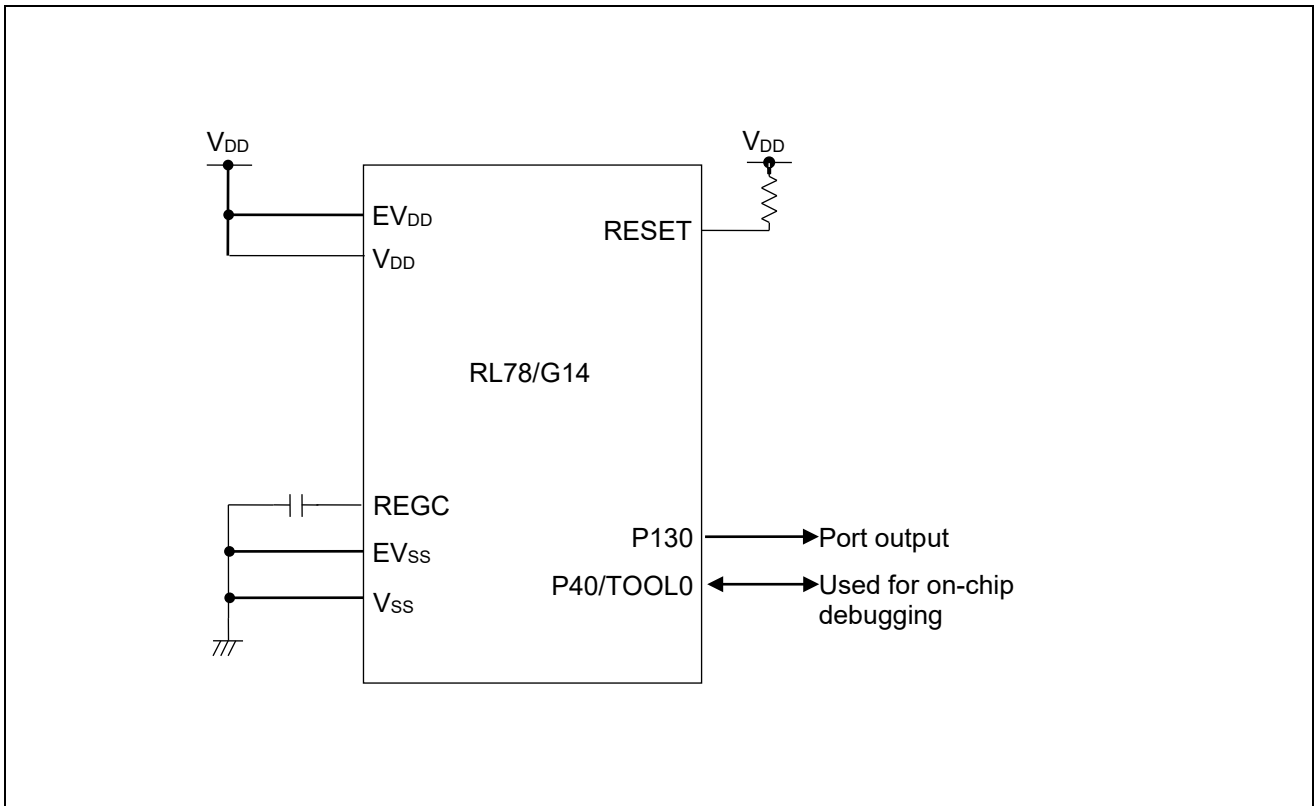 VDD
VDD
EVDD
RESET
VDD
RL78/G14
REGC
P130
Port output
EVSS
P40/TOOL0
Used for on-chip
debugging
VSS